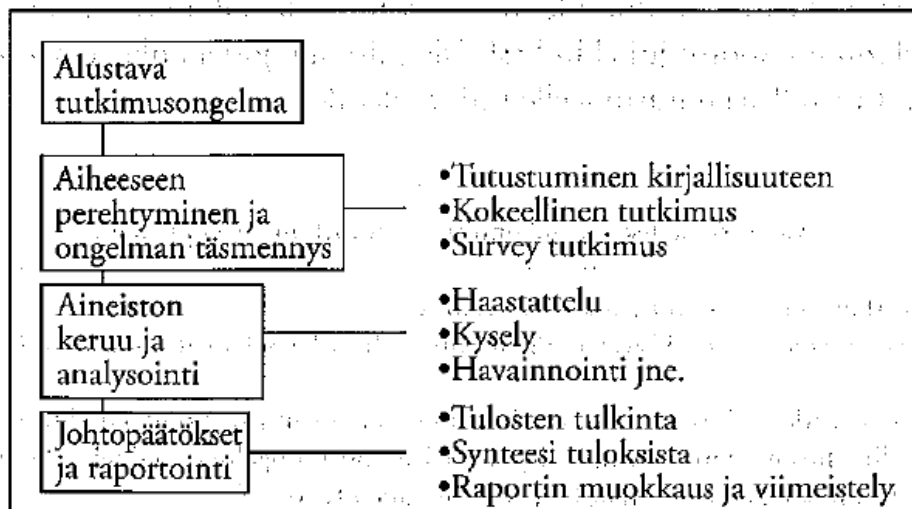 Alustava
tutkimusongelma
Aiheeseen
perehtyminen ja
ongelman täsmennys
•Tutustuminen kirjallisuuteen
•Kokeellinen tutkimus
•Survey tutkimus
Aineiston
keruu ja
analysointi
•Haastattelu
•Kysely
•Havainnointi jne.
Johtopäätökset
ja raportointi
•Tulosten tulkinta
•Synteesi tuloksista
•Raportin muokkaus ja viimeistely